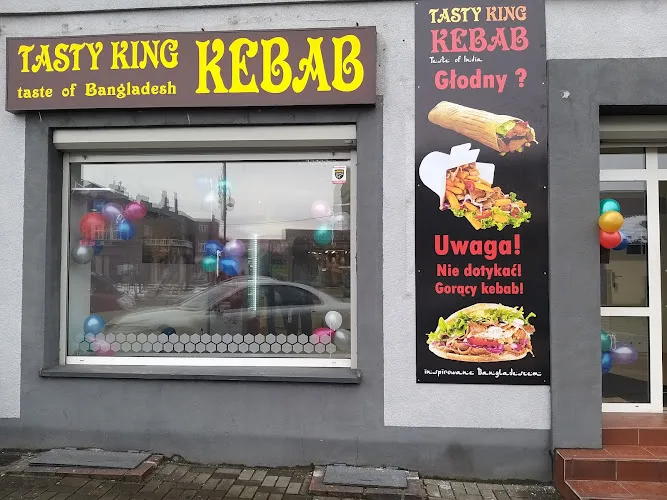 TASTY KING KEBAB
taste of Bangladesh
TASTY KING
KEBAB
Taste of India
Głodny ?
Uwaga!
Nie dotykać!
Gorący kebab!
inspirowane Bangladeszem